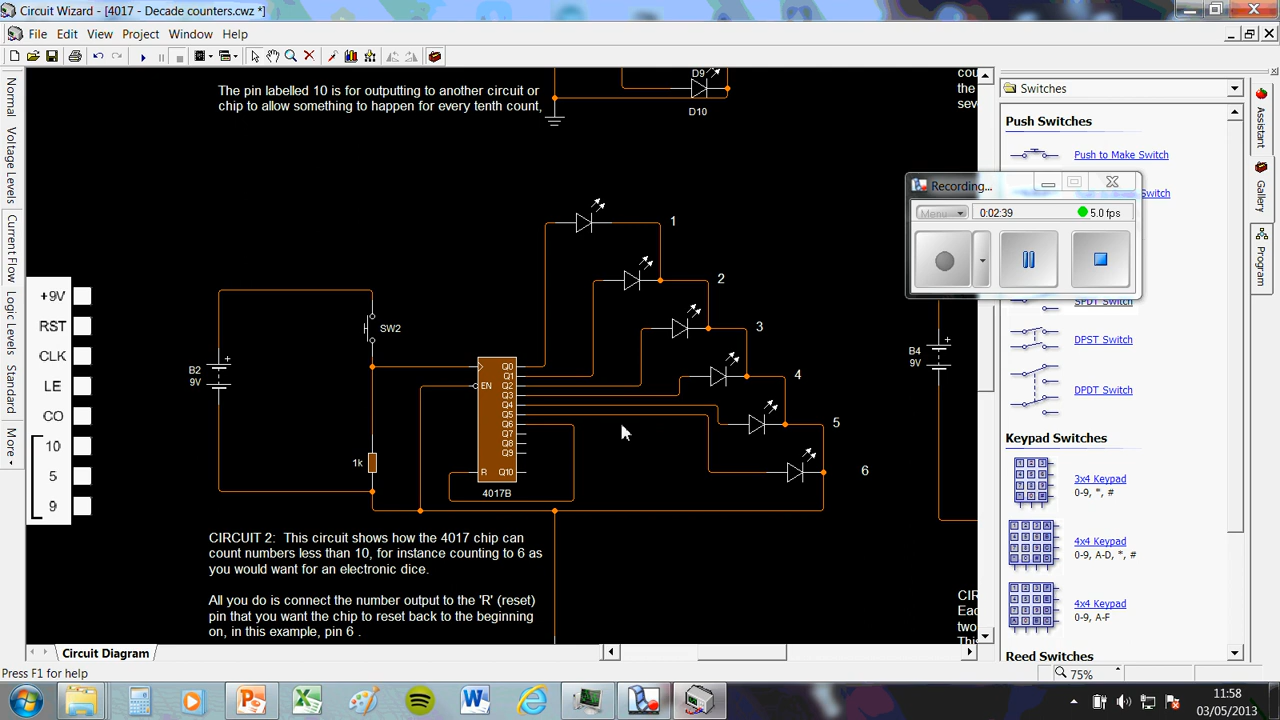 Circuit Wizard - [4017 - Decade counters.cwz *]
File Edit View Project Window Help
Normal
Voltage Levels
Current Flow
Logic Levels
Standard
More
The pin labelled 10 is for outputting to another circuit or
chip to allow something to happen for every tenth count,
D9
D10
cou
the
sev
+9V
RST
CLK
LE
CO
10
5
9
B2
9V
SW2
1k
EN
R
Q0
Q1
Q2
Q3
Q4
Q5
Q6
Q7
Q8
Q9
Q10
4017B
1
2
3
4
5
6
B4
9V
CIRCUIT 2: This circuit shows how the 4017 chip can
count numbers less than 10, for instance counting to 6 as
you would want for an electronic dice.
All you do is connect the number output to the 'R' (reset)
pin that you want the chip to reset back to the beginning
on, in this example, pin 6 .
CIR
Each
two
This
Recording...
Menu
0:02:39
5.0 fps
Switches
Push Switches
Push to Make Switch
Switch
SPDT Switch
DPST Switch
DPDT Switch
Keypad Switches
3x4 Keypad
0-9, *, #
4x4 Keypad
0-9, A-D, *, #
4x4 Keypad
0-9, A-F
Reed Switches
Assistant
Gallery
Program
Circuit Diagram
Press F1 for help
75%
11:58
03/05/2013